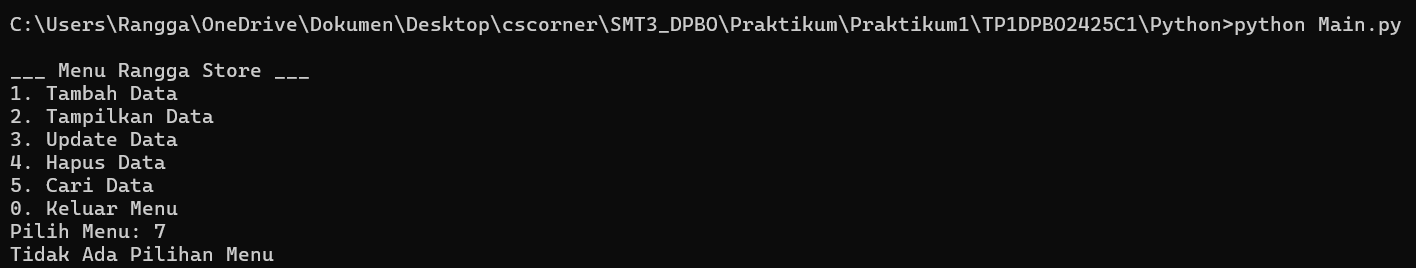 C:\Users\Rangga\OneDrive\Dokumen\Desktop\cscorner\SMT3_DPBO\Praktikum\Praktikum1\TP1DPBO2425C1\Python>python Main.py
___ Menu Rangga Store ___
1. Tambah Data
2. Tampilkan Data
3. Update Data
4. Hapus Data
5. Cari Data
0. Keluar Menu
Pilih Menu: 7
Tidak Ada Pilihan Menu